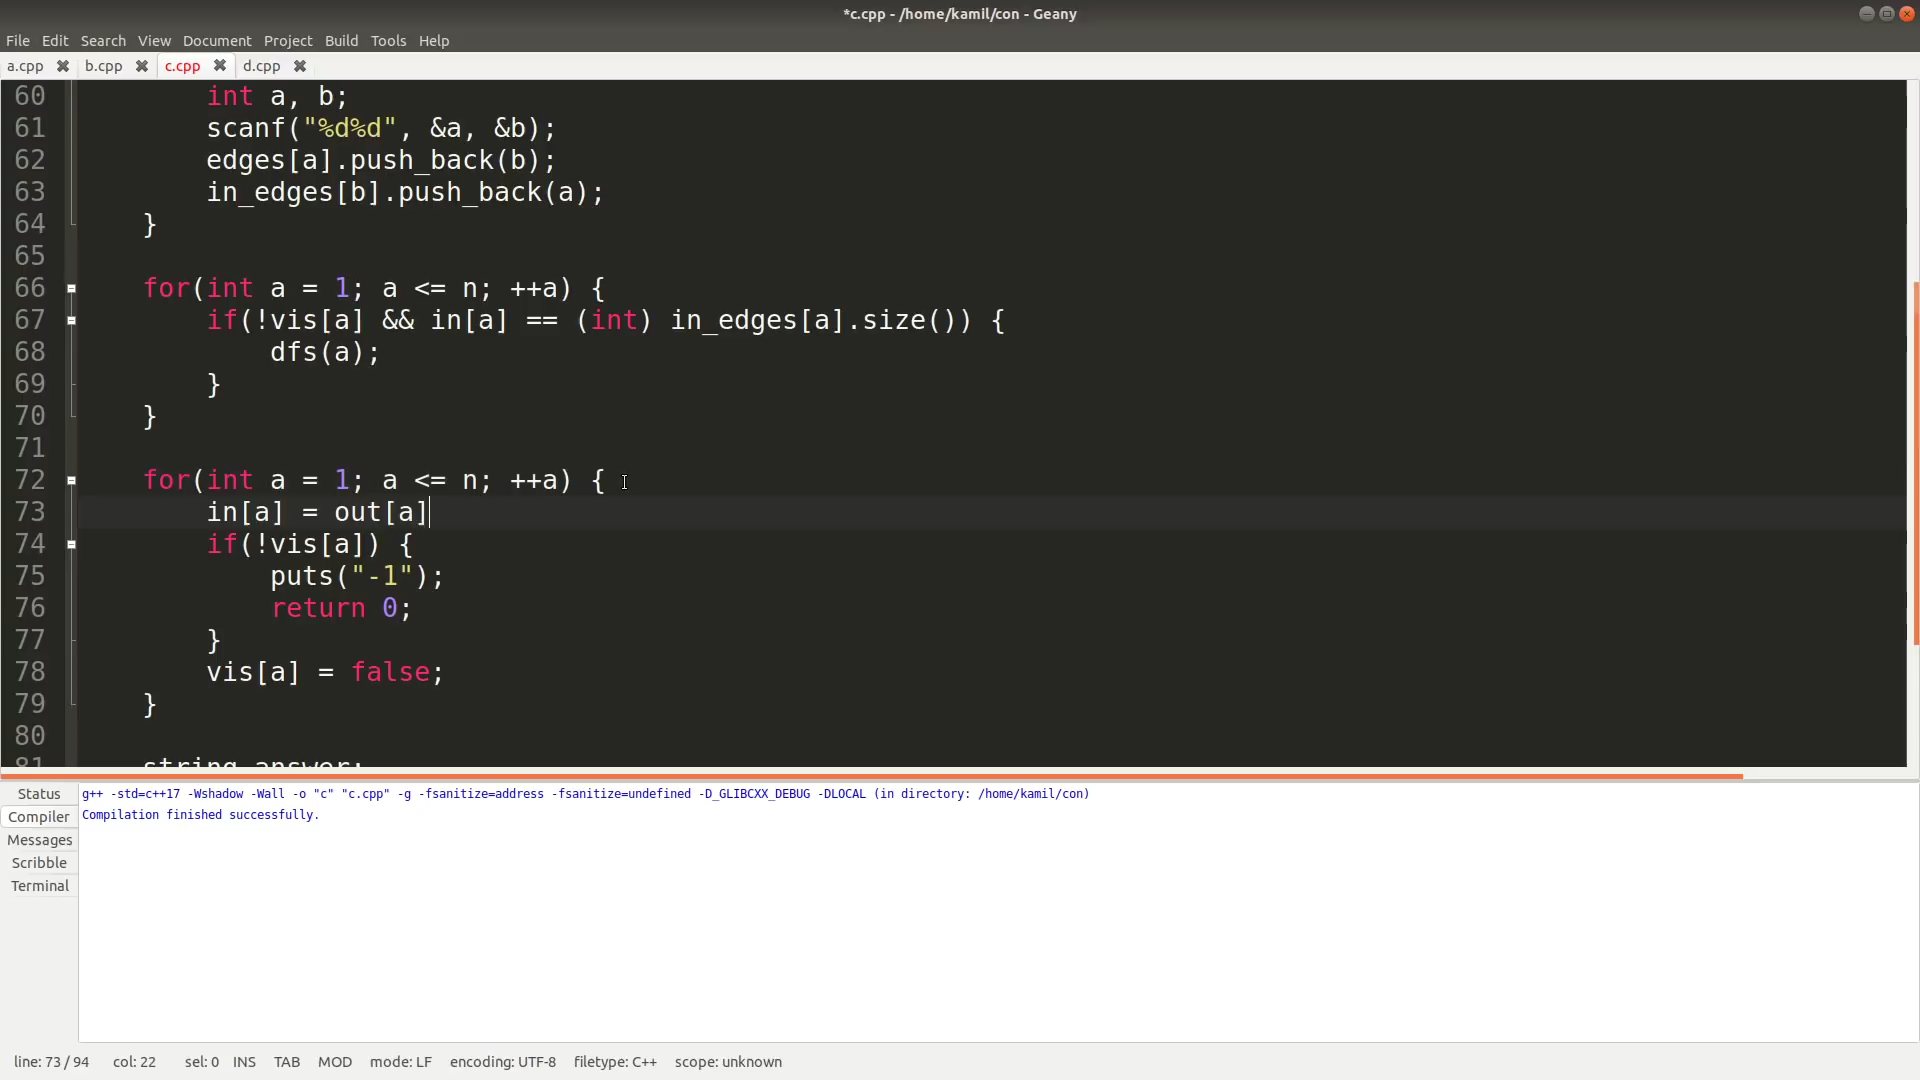 *c.cpp - /home/kamil/con - Geany
File Edit Search View Document Project Build Tools Help
a.cpp b.cpp c.cpp d.cpp
60 int a, b;
61 scanf("%d%d", &a, &b);
62 edges[a].push_back(b);
63 in_edges[b].push_back(a);
64 }
65
66 for(int a = 1; a <= n; ++a) {
67 if(!vis[a] && in[a] == (int) in_edges[a].size()) {
68 dfs(a);
69 }
70 }
71
72 for(int a = 1; a <= n; ++a) {
73 in[a] = out[a]
74 if(!vis[a]) {
75 puts("-1");
76 return 0;
77 }
78 vis[a] = false;
79 }
80
81 string answer;
Status
Compiler
Messages
Scribble
Terminal
g++ -std=c++17 -Wshadow -Wall -o "c" "c.cpp" -g -fsanitize=address -fsanitize=undefined -D_GLIBCXX_DEBUG -DLOCAL (in directory: /home/kamil/con)
Compilation finished successfully.
line: 73 / 94 col: 22 sel: 0 INS TAB MOD mode: LF encoding: UTF-8 filetype: C++ scope: unknown